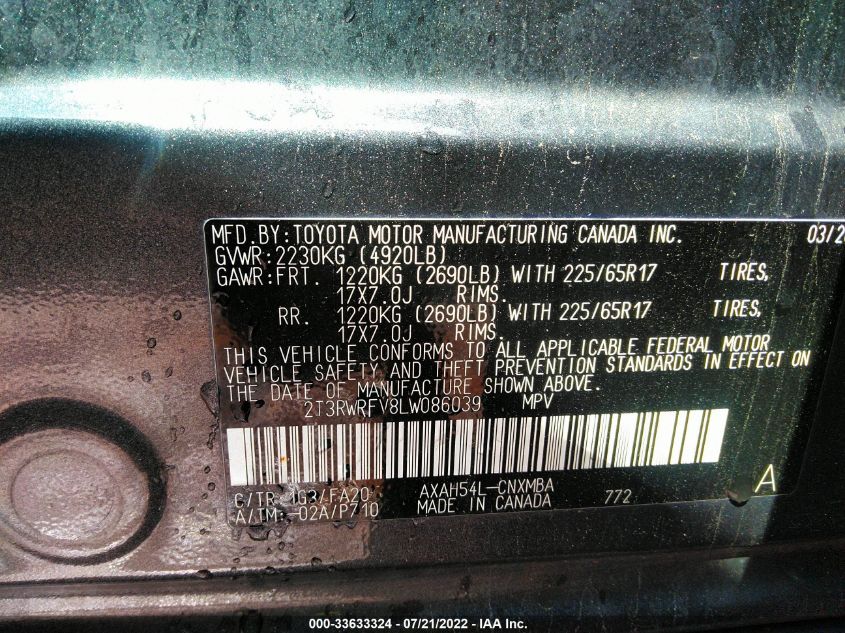 MFD.BY:TOYOTA MOTOR MANUFACTURING CANADA INC. 03/20
GVWR:2230KG (4920LB)
GAWR:FRT. 1220KG (2690LB) WITH 225/65R17 TIRES,
17X7.0J RIMS.
RR. 1220KG (2690LB) WITH 225/65R17 TIRES,
17X7.0J RIMS.
THIS VEHICLE CONFORMS TO ALL APPLICABLE FEDERAL MOTOR
VEHICLE SAFETY AND THEFT PREVENTION STANDARDS IN EFFECT ON
THE DATE OF MANUFACTURE SHOWN ABOVE.
2T3RWRFV8LW086039 MPV
C/TR: 1G3/FA20 AXAH54L-CNXMBA
A/TM: -02A/P710 MADE IN CANADA 772 A
000-33633324 - 07/21/2022 - IAA Inc.